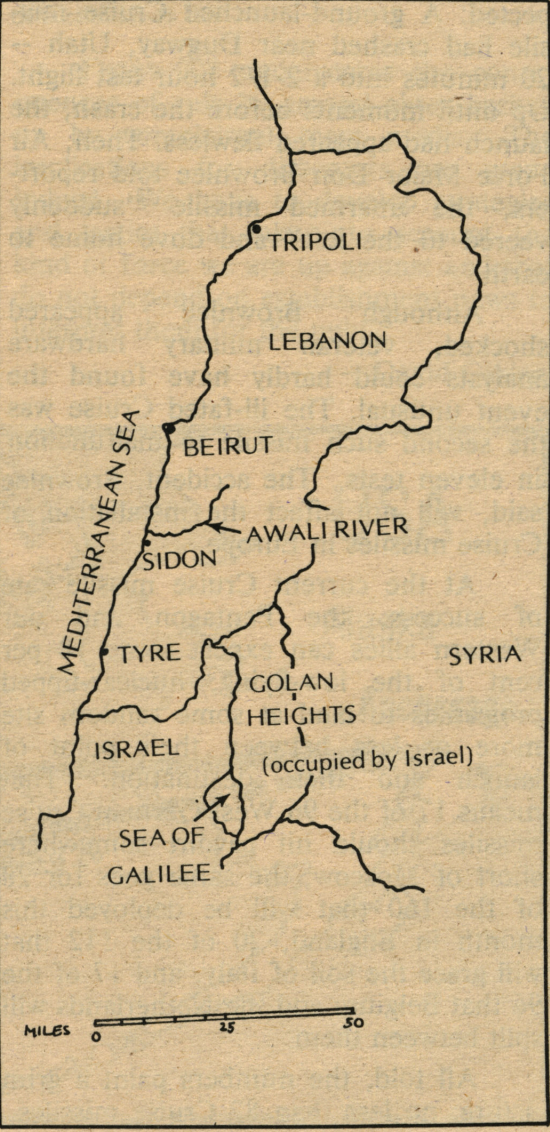 TRIPOLI
LEBANON
BEIRUT
MEDITERRANEAN SEA
AWALI RIVER
SIDON
TYRE
SYRIA
GOLAN
HEIGHTS
ISRAEL
(occupied by Israel)
SEA OF
GALILEE
MILES
0 25 50